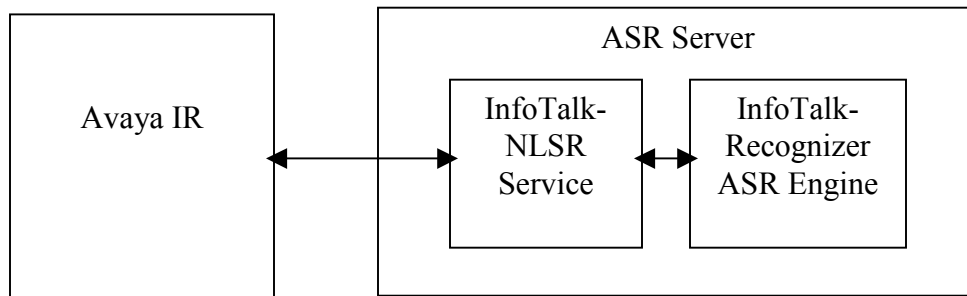 Avaya IR
ASR Server
InfoTalk-
NLSR
Service
InfoTalk-
Recognizer
ASR Engine